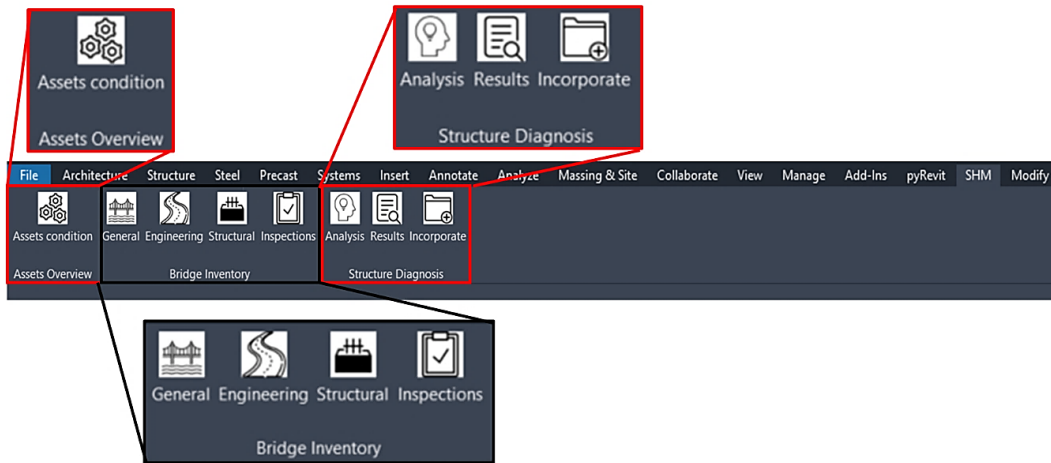 Assets condition
Assets Overview
Analysis Results Incorporate
Structure Diagnosis
File Architecture Structure Steel Precast Systems Insert Annotate Analyze Massing & Site Collaborate View Manage Add-Ins pyRevit SHM Modify
Assets condition General Engineering Structural Inspections Analysis Results Incorporate
Assets Overview Bridge Inventory Structure Diagnosis
General Engineering Structural Inspections
Bridge Inventory